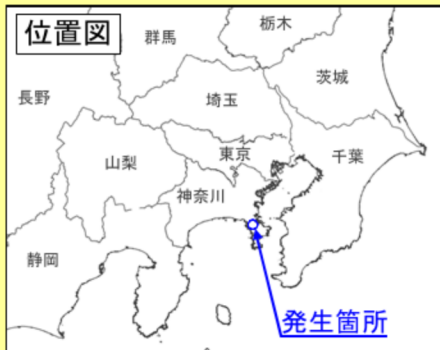 位置図
栃木
群馬
茨城
長野
埼玉
東京
山梨
千葉
神奈川
静岡
発生箇所